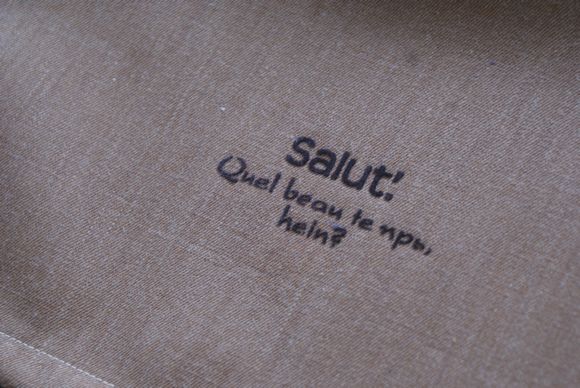 Salut!
Quel beau temps,
hein?